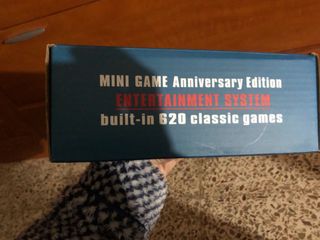 MINI GAME Anniversary Edition
ENTERTAINMENT SYSTEM
built-in 620 classic games